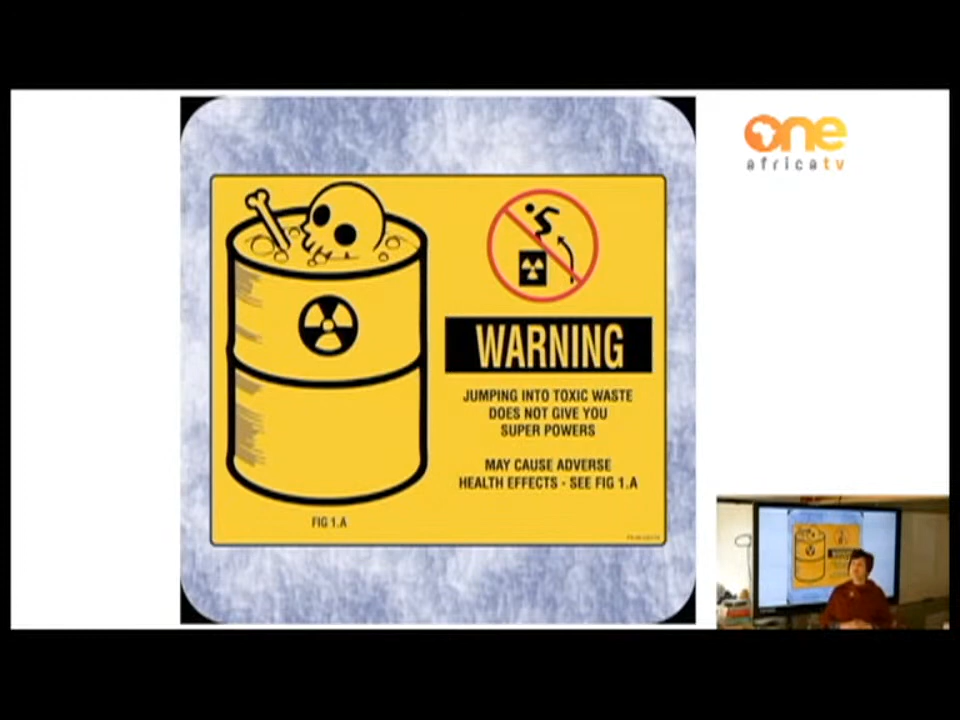 one
africatv
WARNING
JUMPING INTO TOXIC WASTE
DOES NOT GIVE YOU
SUPER POWERS
MAY CAUSE ADVERSE
HEALTH EFFECTS - SEE FIG 1.A
FIG 1.A